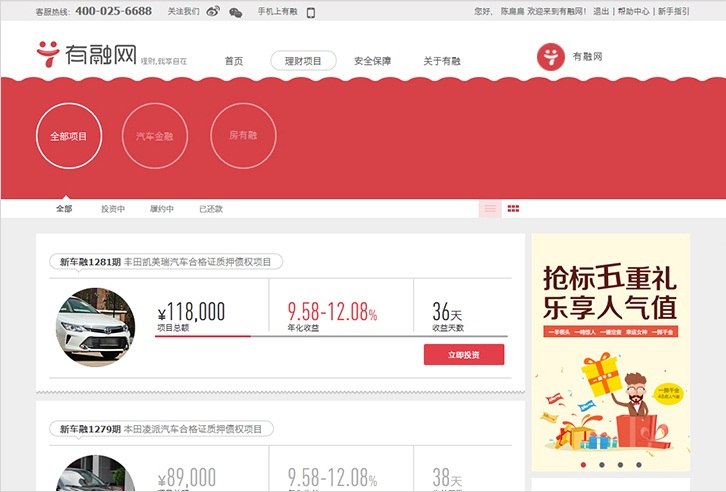 客服热线: 400-025-6688 关注我们 手机上有融 您好, 陈扁扁 欢迎来到有融网! 退出 | 帮助中心 | 新手指引
有融网 理财,我享自在 首页 理财项目 安全保障 关于有融 有融网
全部项目 汽车金融 房有融
全部 投资中 履约中 已还款
新车融1281期 丰田凯美瑞汽车合格证质押债权项目
¥118,000 9.58-12.08% 36天
项目总额 年化收益 收益天数
立即投资
新车融1279期 本田凌派汽车合格证质押债权项目
¥89,000 9.58-12.08% 38天
抢标五重礼
乐享人气值
一羊领头 一鸣惊人 一锤定音 幸运女神 一掷千金
一掷千金